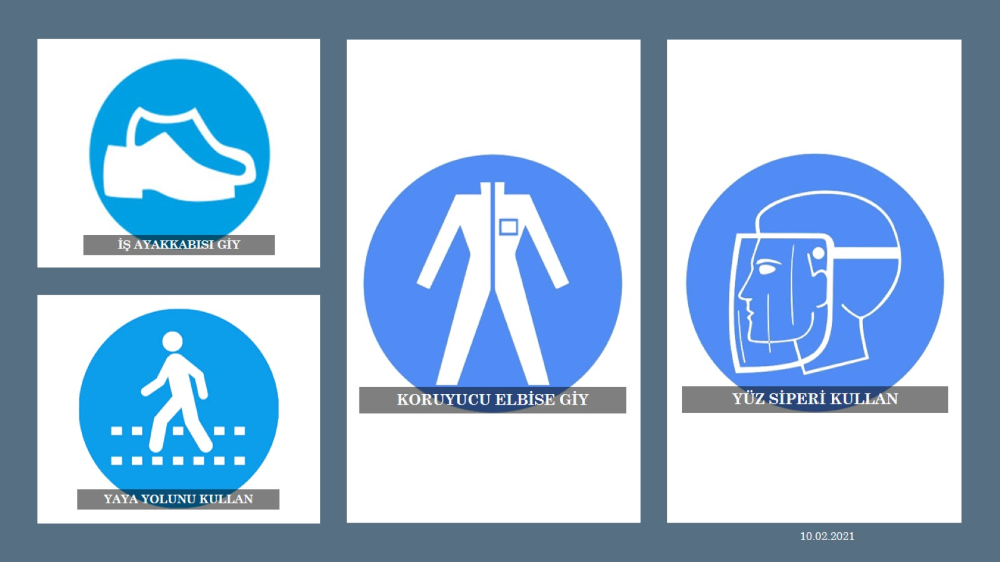 İŞ AYAKKABISI GİY
YAYA YOLUNU KULLAN
KORUYUCU ELBİSE GİY
YÜZ SİPERİ KULLAN
10.02.2021